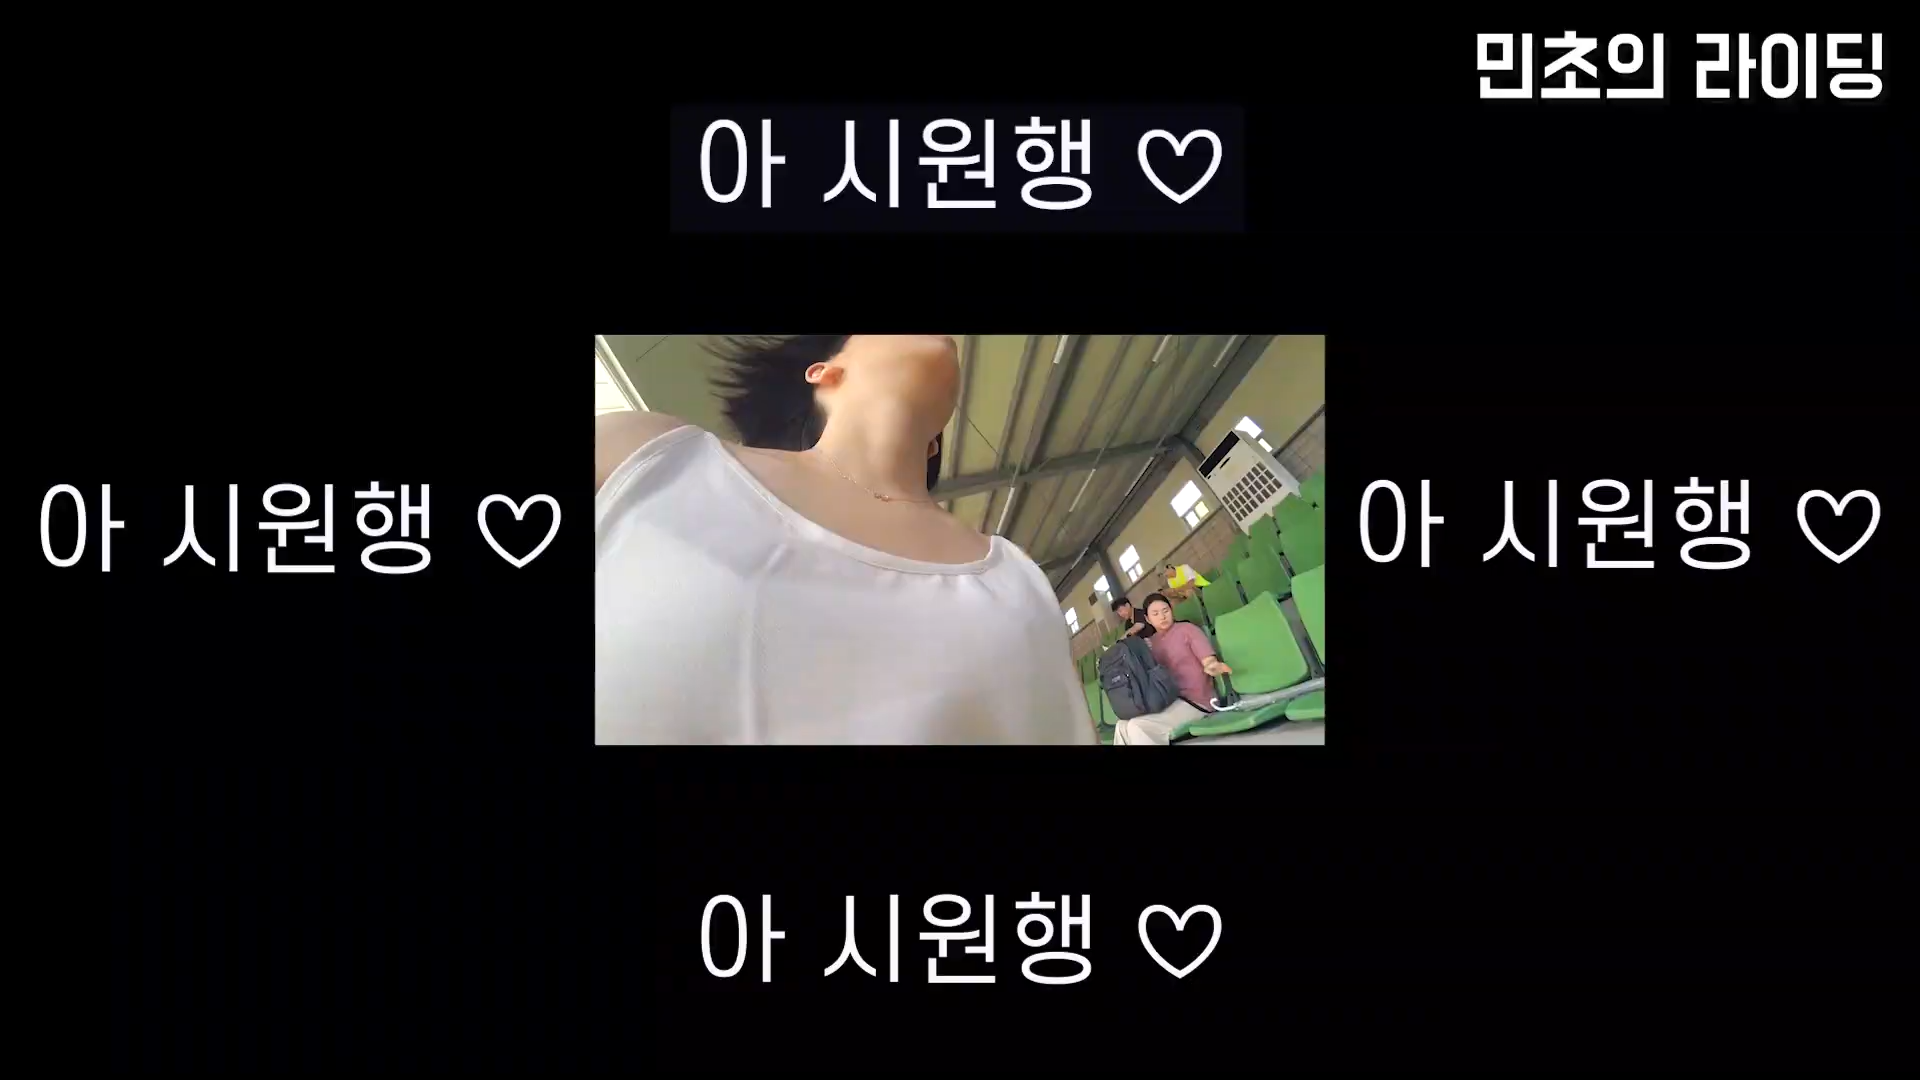 민초의 라이딩
아 시원행 ♡
아 시원행 ♡
아 시원행 ♡
아 시원행 ♡